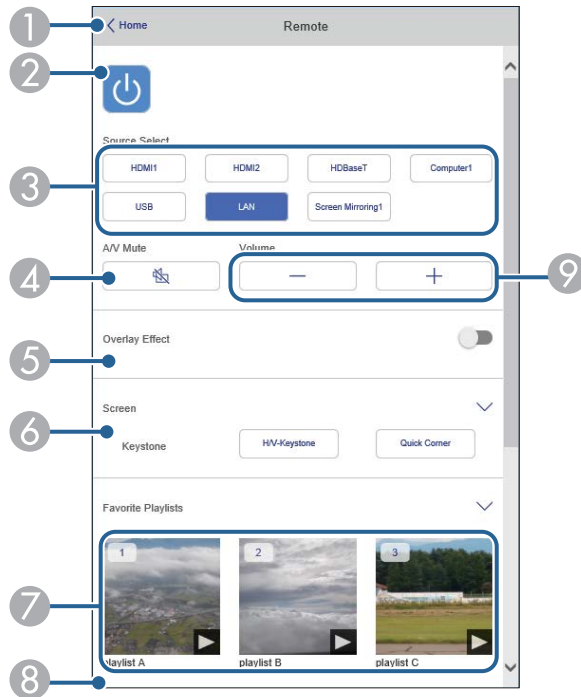 1
< Home Remote
2
Source Select
3
HDMI1 HDMI2 HDBaseT Computer1
USB LAN Screen Mirroring1
A/V Mute Volume
4
− +
9
Overlay Effect
5
Screen
6
Keystone H/V-Keystone Quick Corner
Favorite Playlists
1 2 3
7
playlist A playlist B playlist C
8